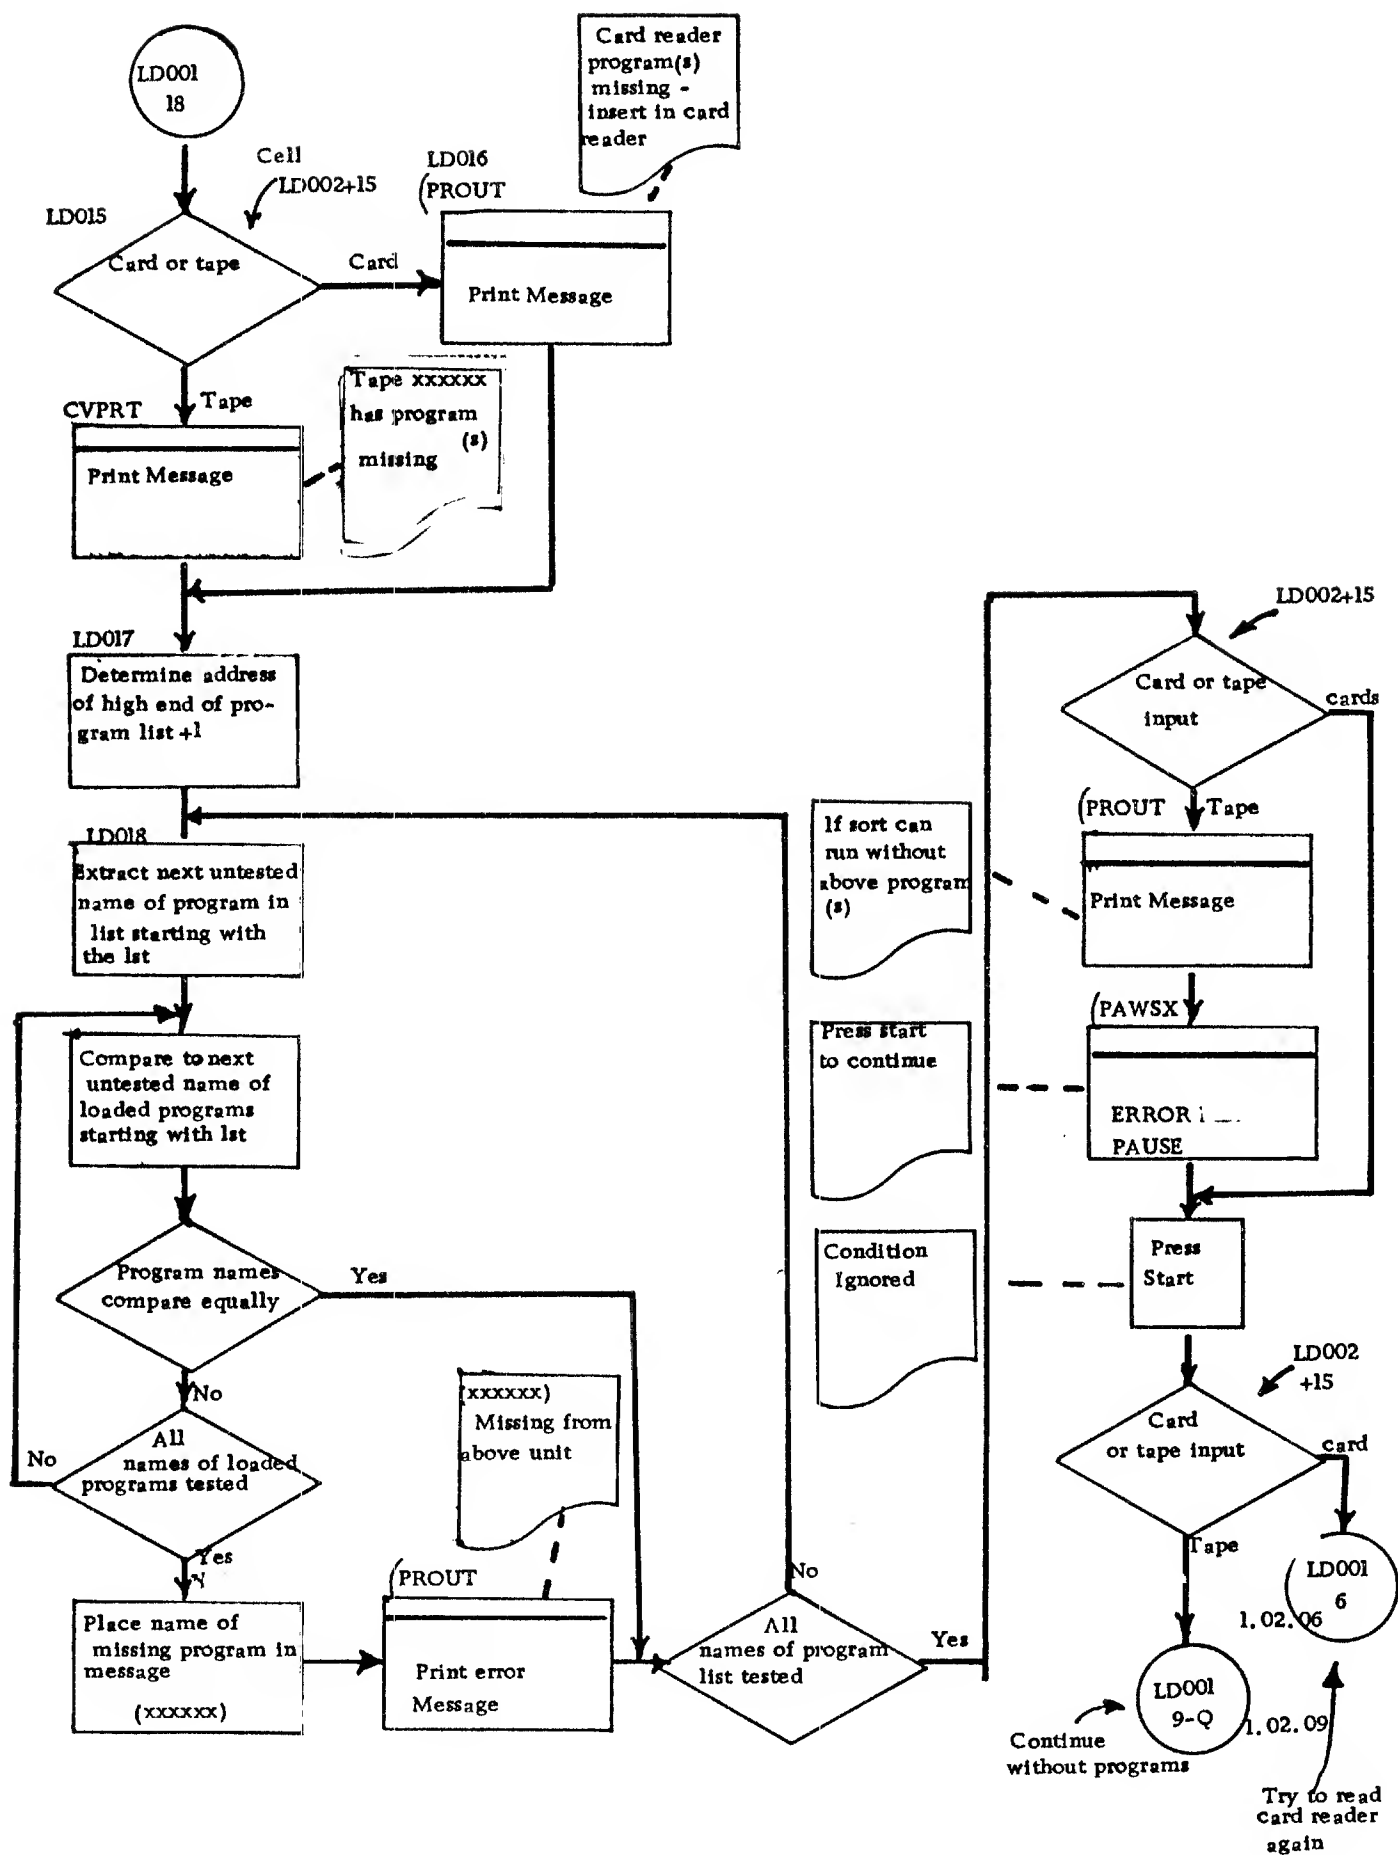 LD001
18
Cell
LD002+15
LD015
Card or tape
Card
Tape
LD016
(PROUT
Print Message
Card reader
program(s)
missing -
insert in card
reader
CVPRT
Print Message
Tape xxxxxx
has program
(s)
missing
LD017
Determine address
of high end of pro-
gram list +1
LD018
Extract next untested
name of program in
list starting with
the 1st
Compare to next
untested name of
loaded programs
starting with 1st
Program names
compare equally
Yes
No
All
names of loaded
programs tested
No
Yes
Place name of
missing program in
message
(xxxxxx)
(PROUT
Print error
Message
(xxxxxx)
Missing from
above unit
All
names of program
list tested
No
Yes
LD002+15
Card or tape
input
cards
(PROUT
Tape
Print Message
If sort can
run without
above program
(s)
(PAWSX
ERROR
PAUSE
Press start
to continue
Press
Start
Condition
Ignored
LD002
+15
Card
or tape input
card
Tape
LD001
6
1.02.06
LD001
9-Q
1.02.09
Continue
without programs
Try to read
card reader
again